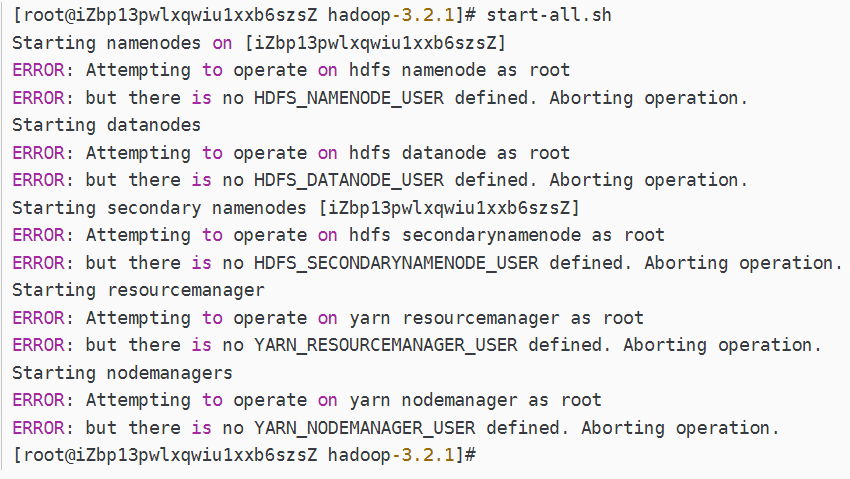 [root@iZbp13pwlxqwiu1xxb6szsZ hadoop-3.2.1]# start-all.sh
Starting namenodes on [iZbp13pwlxqwiu1xxb6szsZ]
ERROR: Attempting to operate on hdfs namenode as root
ERROR: but there is no HDFS_NAMENODE_USER defined. Aborting operation.
Starting datanodes
ERROR: Attempting to operate on hdfs datanode as root
ERROR: but there is no HDFS_DATANODE_USER defined. Aborting operation.
Starting secondary namenodes [iZbp13pwlxqwiu1xxb6szsZ]
ERROR: Attempting to operate on hdfs secondarynamenode as root
ERROR: but there is no HDFS_SECONDARYNAMENODE_USER defined. Aborting operation.
Starting resourcemanager
ERROR: Attempting to operate on yarn resourcemanager as root
ERROR: but there is no YARN_RESOURCEMANAGER_USER defined. Aborting operation.
Starting nodemanagers
ERROR: Attempting to operate on yarn nodemanager as root
ERROR: but there is no YARN_NODEMANAGER_USER defined. Aborting operation.
[root@iZbp13pwlxqwiu1xxb6szsZ hadoop-3.2.1]#